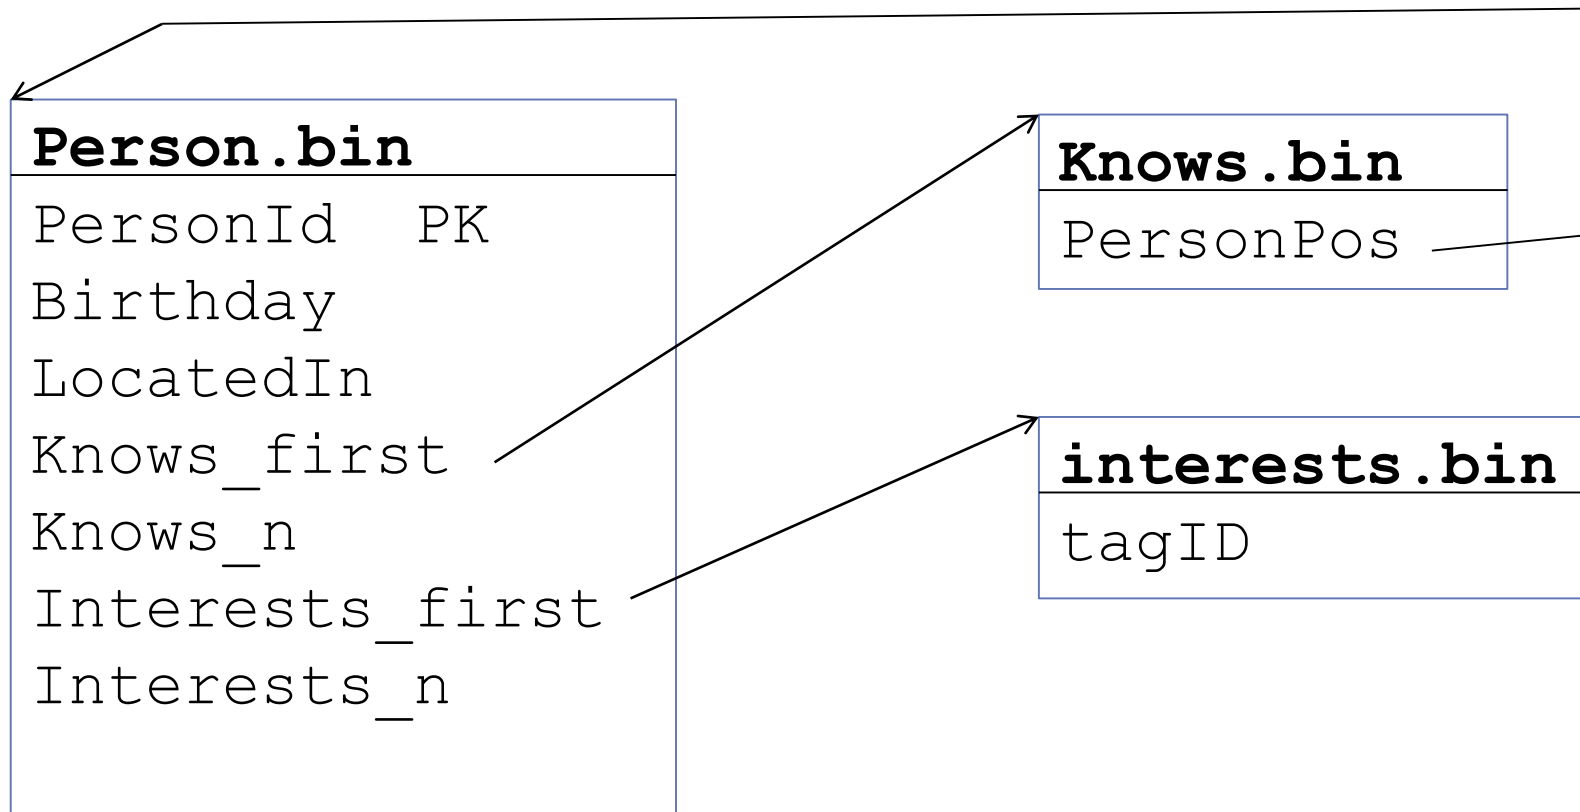 Person.bin
PersonId PK
Birthday
LocatedIn
Knows_first
Knows_n
Interests_first
Interests_n
Knows.bin
PersonPos
interests.bin
tagID